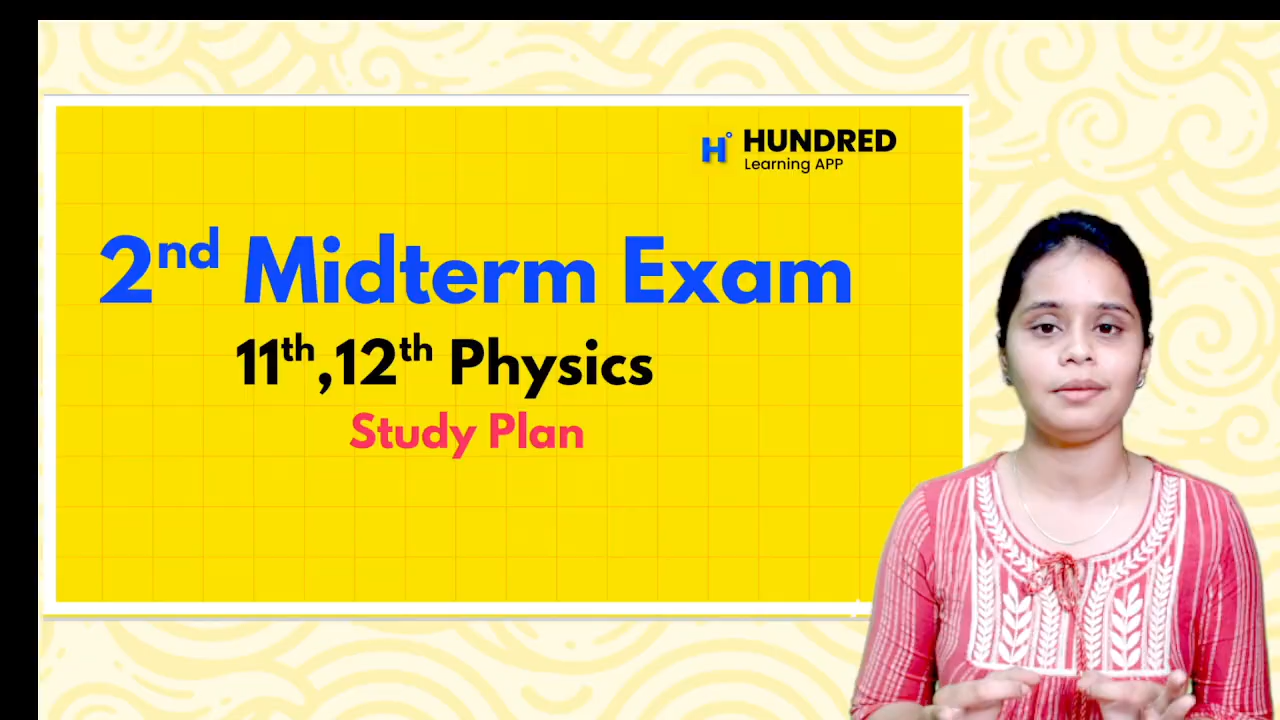 HUNDRED
Learning APP
2nd Midterm Exam
11th,12th Physics
Study Plan